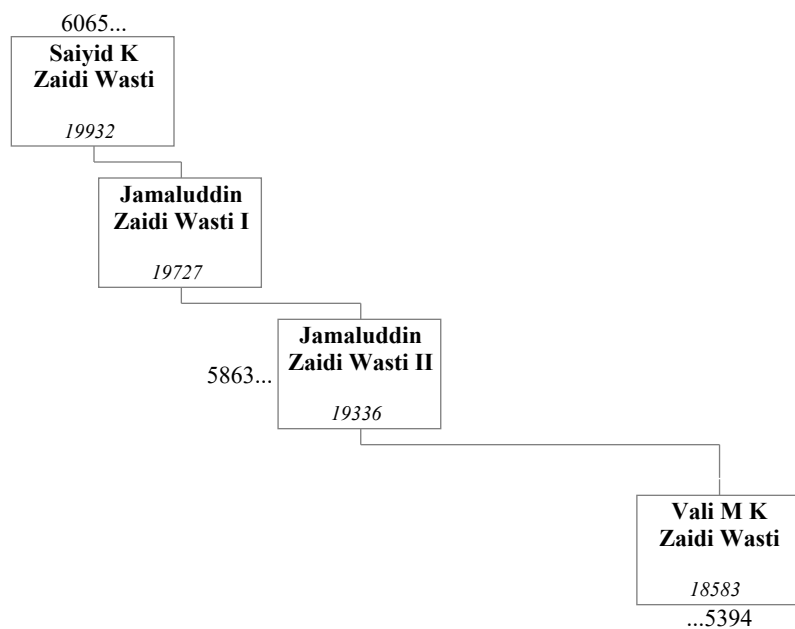 6065...
Saiyid K
Zaidi Wasti
19932
Jamaluddin
Zaidi Wasti I
19727
Jamaluddin
Zaidi Wasti II
5863...
19336
Vali M K
Zaidi Wasti
18583
...5394